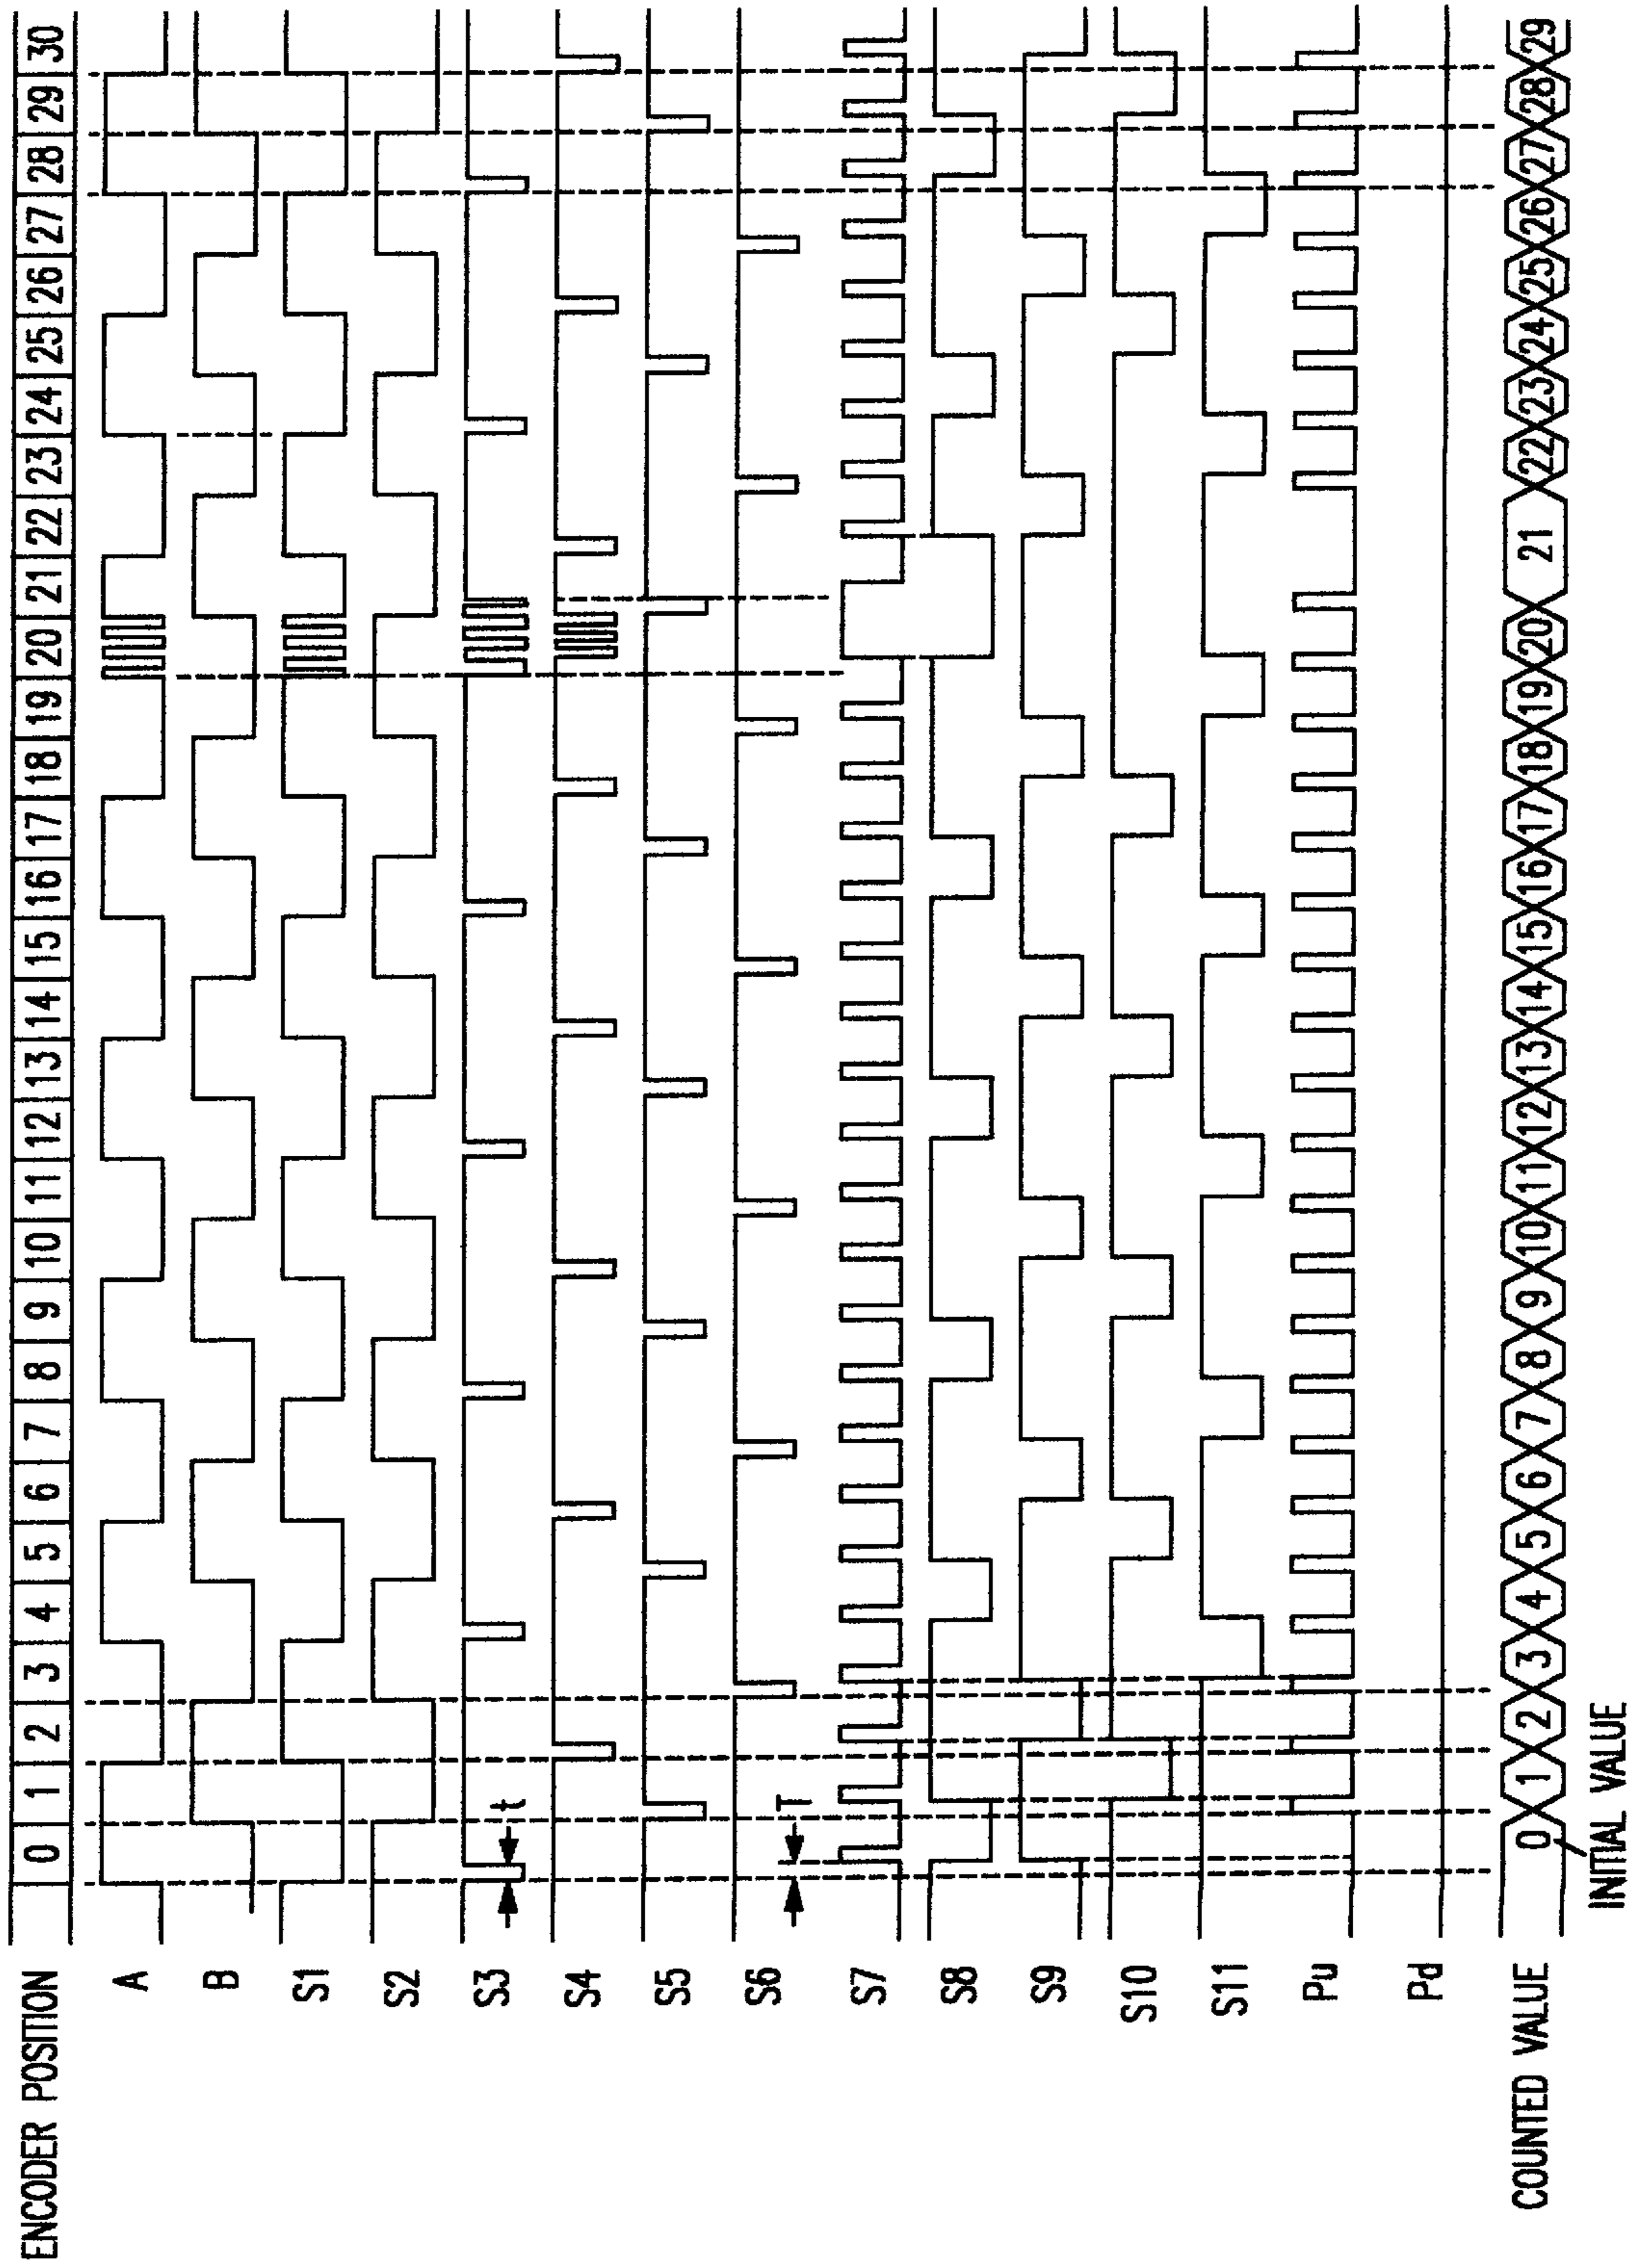 ENCODER POSITION 0 1 2 3 4 5 6 7 8 9 10 11 12 13 14 15 16 17 18 19 20 21 22 23 24 25 26 27 28 29 30
A
B
S1
S2
S3 t
S4
S5
S6 T
S7
S8
S9
S10
S11
Pu
Pd
COUNTED VALUE 0 1 2 3 4 5 6 7 8 9 10 11 12 13 14 15 16 17 18 19 20 21 22 23 24 25 26 27 28 29
INITIAL VALUE